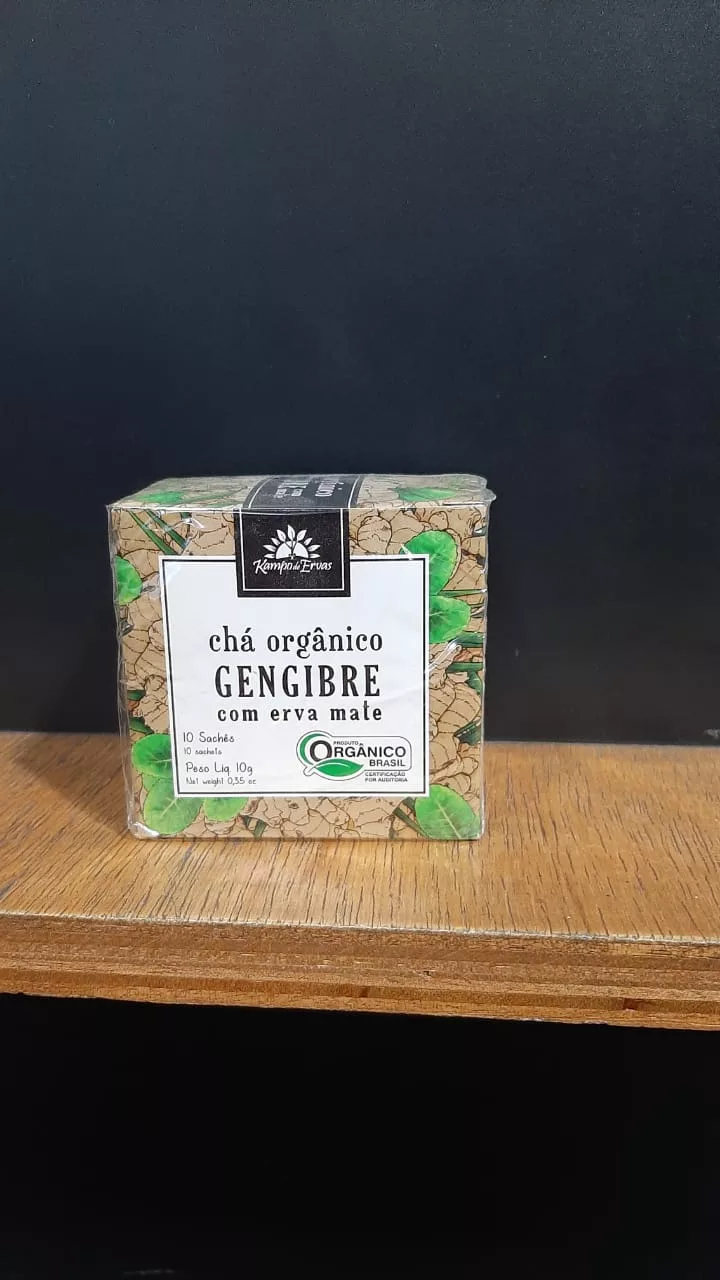 Kampo de Ervas
chá orgânico
GENGIBRE
com erva mate
10 Sachês
10 sachets
Peso Líq. 10g
Net weight 0,35 oz
PRODUTO
ORGÂNICO
BRASIL
CERTIFICAÇÃO
POR AUDITORIA